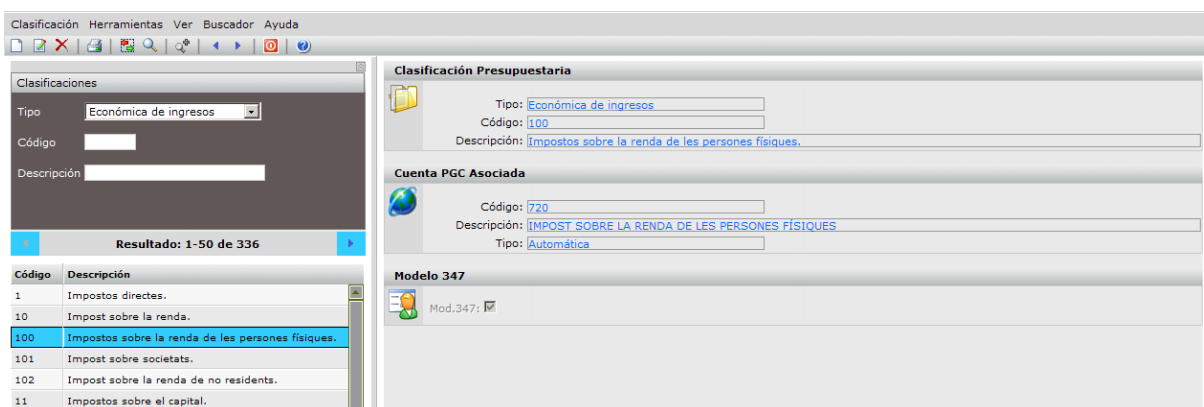 Clasificación Herramientas Ver Buscador Ayuda
Clasificaciones
Tipo Económica de ingresos
Código
Descripción
Resultado: 1-50 de 336
Código Descripción
1 Impostos directes.
10 Impost sobre la renda.
100 Impostos sobre la renda de les persones físiques.
101 Impost sobre societats.
102 Impost sobre la renda de no residents.
11 Impostos sobre el capital.
Clasificación Presupuestaria
Tipo: Económica de ingresos
Código: 100
Descripción: Impostos sobre la renda de les persones físiques.
Cuenta PGC Asociada
Código: 720
Descripción: IMPOST SOBRE LA RENDA DE LES PERSONES FÍSIQUES
Tipo: Automática
Modelo 347
Mod.347: